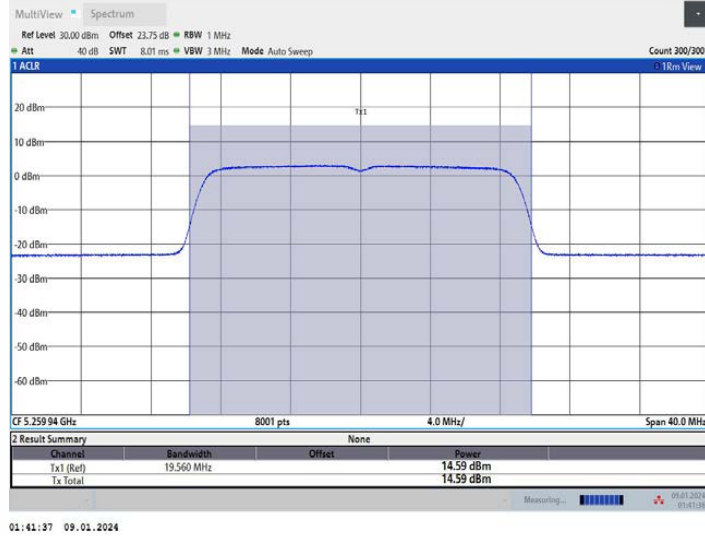 MultiView Spectrum
Ref Level 30.00 dBm Offset 23.75 dB RBW 1 MHz
Att 40 dB SWT 8.01 ms VBW 3 MHz Mode Auto Sweep Count 300/300
1 ACLR 1Rm View
Tx1
20 dBm
10 dBm
0 dBm
-10 dBm
-20 dBm
-30 dBm
-40 dBm
-50 dBm
-60 dBm
CF 5.259 94 GHz 8001 pts 4.0 MHz/ Span 40.0 MHz
2 Result Summary None
Channel Bandwidth Offset Power
Tx1 (Ref) 19.560 MHz 14.59 dBm
Tx Total 14.59 dBm
Measuring... 09.01.2024
01:41:36
01:41:37 09.01.2024